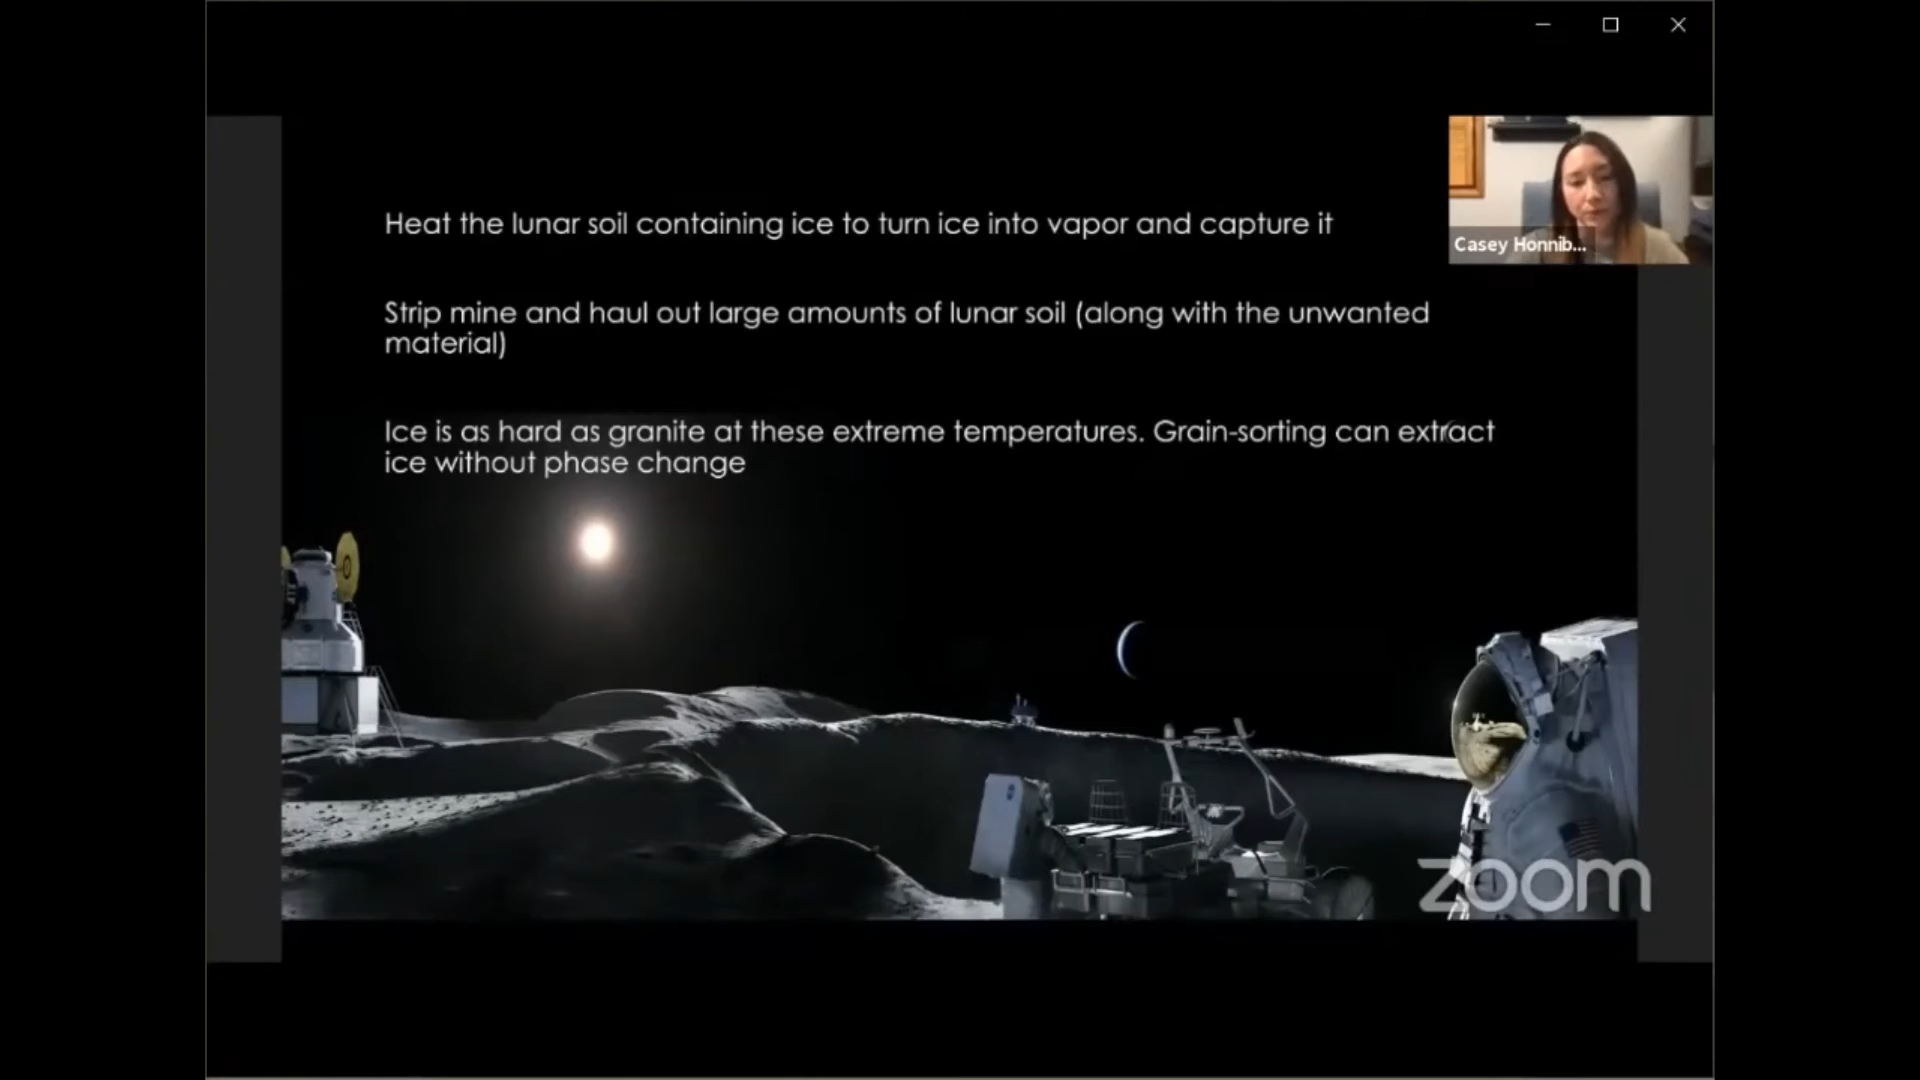 Heat the lunar soil containing ice to turn ice into vapor and capture it
Casey Honnib...
Strip mine and haul out large amounts of lunar soil (along with the unwanted
material)
Ice is as hard as granite at these extreme temperatures. Grain-sorting can extract
ice without phase change
zoom